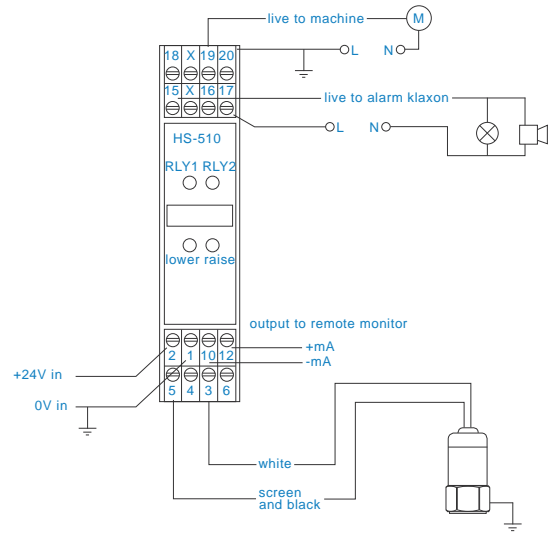 live to machine
M
L N
18 X 19 20
15 X 16 17
live to alarm klaxon
L N
HS-510
RLY1 RLY2
lower raise
output to remote monitor
+mA
-mA
2 1 10 12
+24V in
5 4 3 6
0V in
white
screen
and black